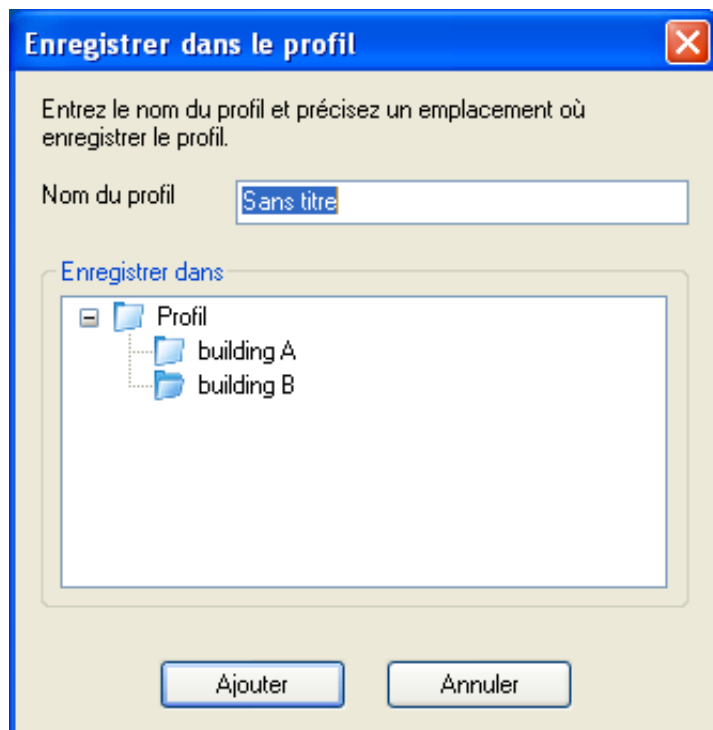 Enregistrer dans le profil
Entrez le nom du profil et précisez un emplacement où
enregistrer le profil.
Nom du profil Sans titre
Enregistrer dans
Profil
building A
building B
Ajouter Annuler